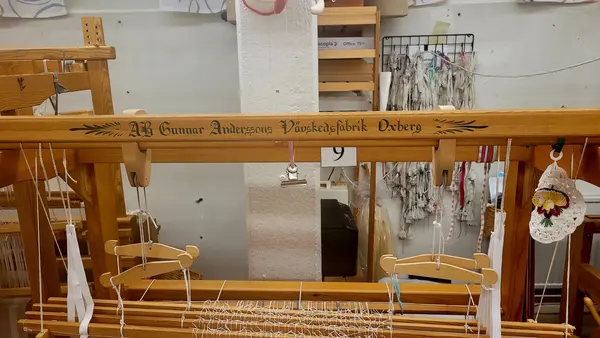 AB Gunnar Anderssons Vävskedsfabrik Oxberg
9